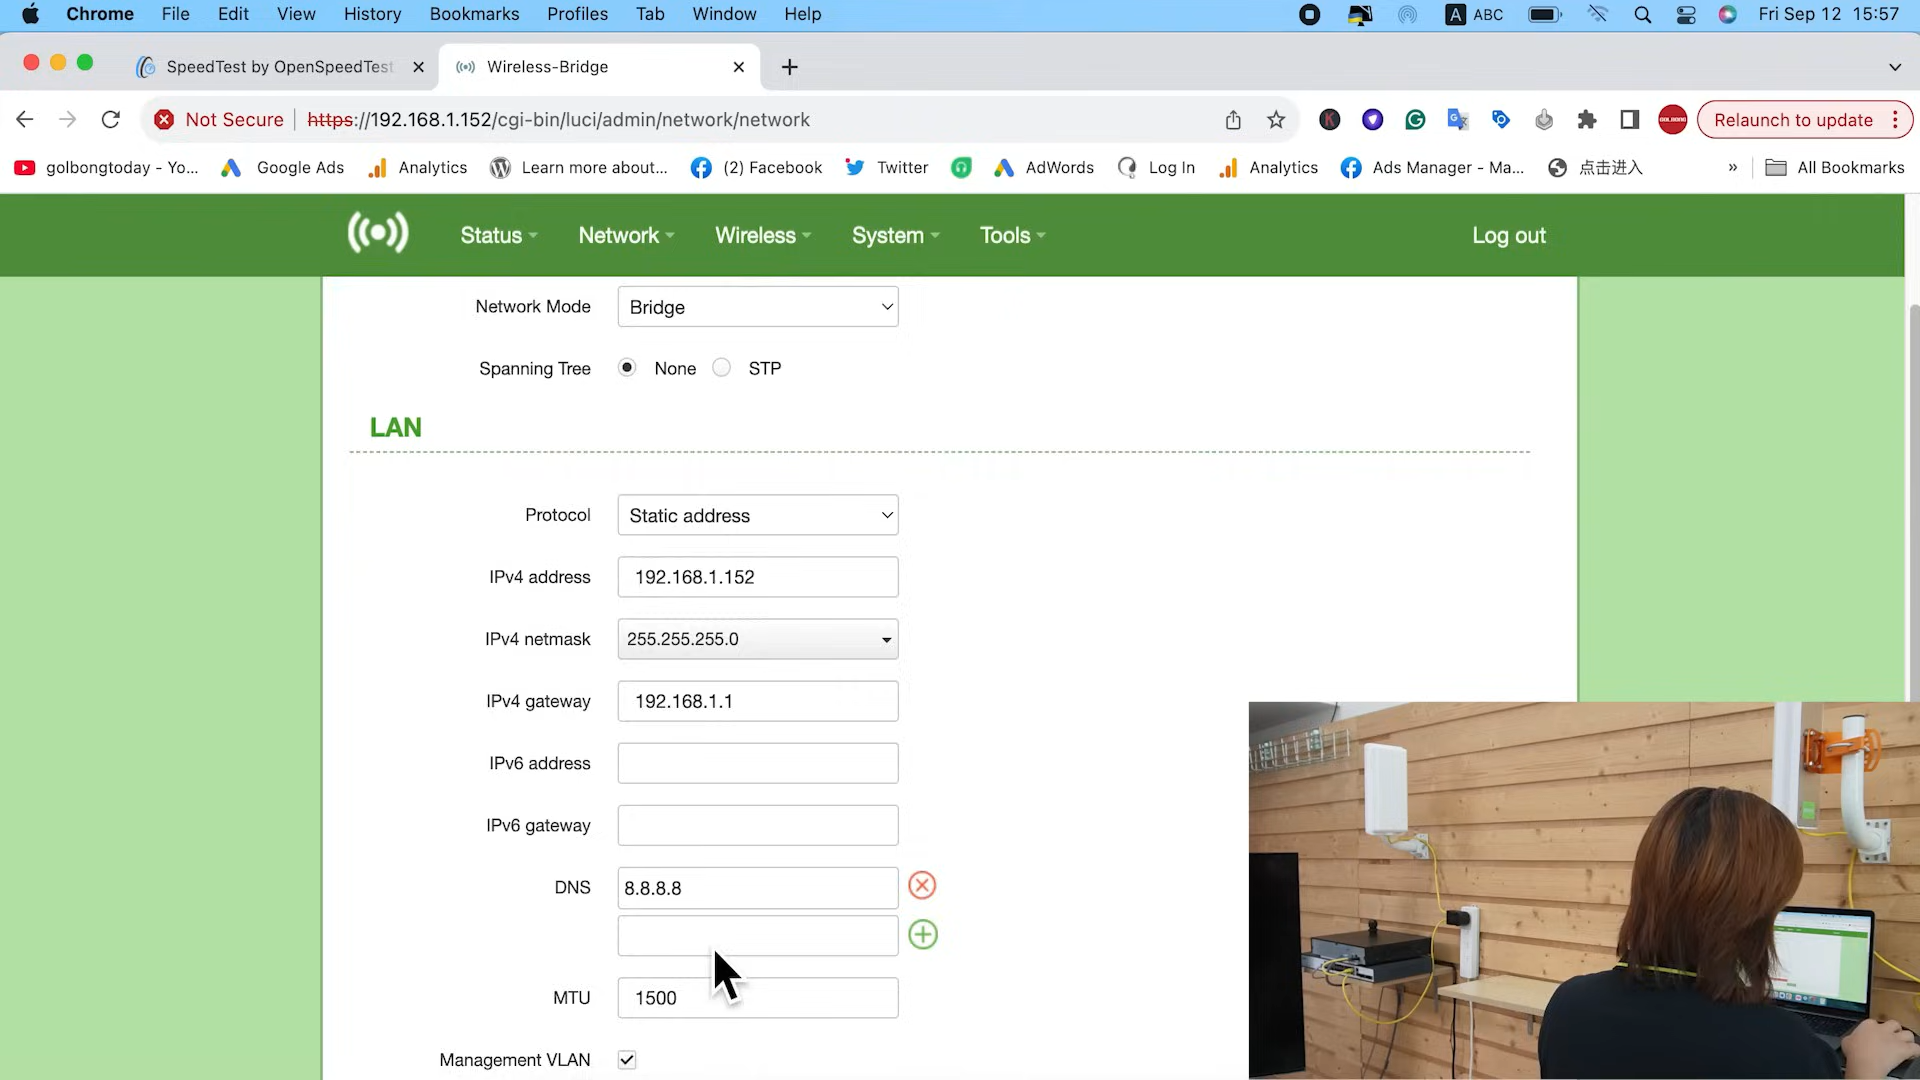 Chrome File Edit View History Bookmarks Profiles Tab Window Help A ABC Fri Sep 12 15:57
SpeedTest by OpenSpeedTest Wireless-Bridge
Not Secure https://192.168.1.152/cgi-bin/luci/admin/network/network Relaunch to update
golbongtoday - Yo... Google Ads Analytics Learn more about... (2) Facebook Twitter AdWords Log In Analytics Ads Manager - Ma... 点击进入 » All Bookmarks
Status Network Wireless System Tools Log out
Network Mode Bridge
Spanning Tree None STP
LAN
Protocol Static address
IPv4 address 192.168.1.152
IPv4 netmask 255.255.255.0
IPv4 gateway 192.168.1.1
IPv6 address
IPv6 gateway
DNS 8.8.8.8
MTU 1500
Management VLAN